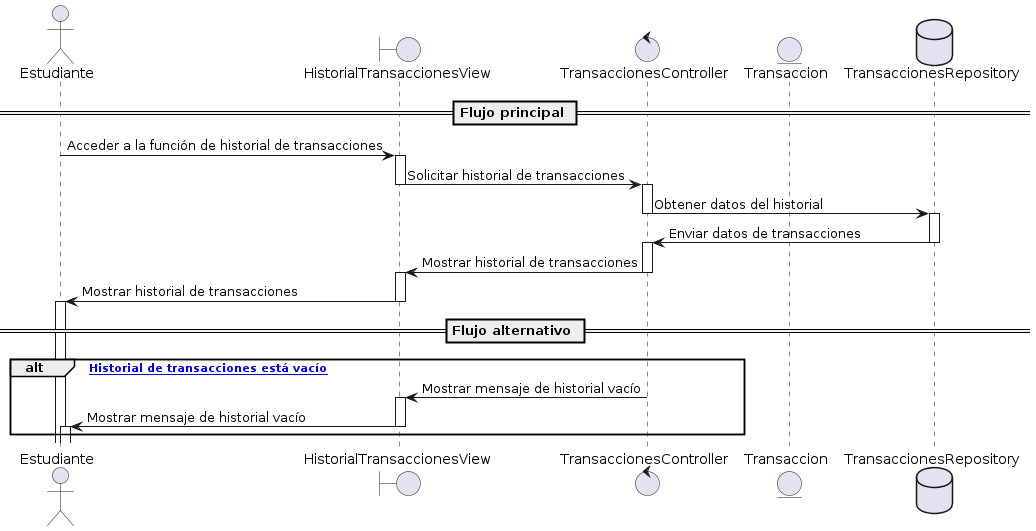 Estudiante
HistorialTransaccionesView
TransaccionesController
Transaccion
TransaccionesRepository
Flujo principal
Acceder a la función de historial de transacciones
Solicitar historial de transacciones
Obtener datos del historial
Enviar datos de transacciones
Mostrar historial de transacciones
Mostrar historial de transacciones
Flujo alternativo
alt
Historial de transacciones está vacío
Mostrar mensaje de historial vacío
Mostrar mensaje de historial vacío
Estudiante
HistorialTransaccionesView
TransaccionesController
Transaccion
TransaccionesRepository